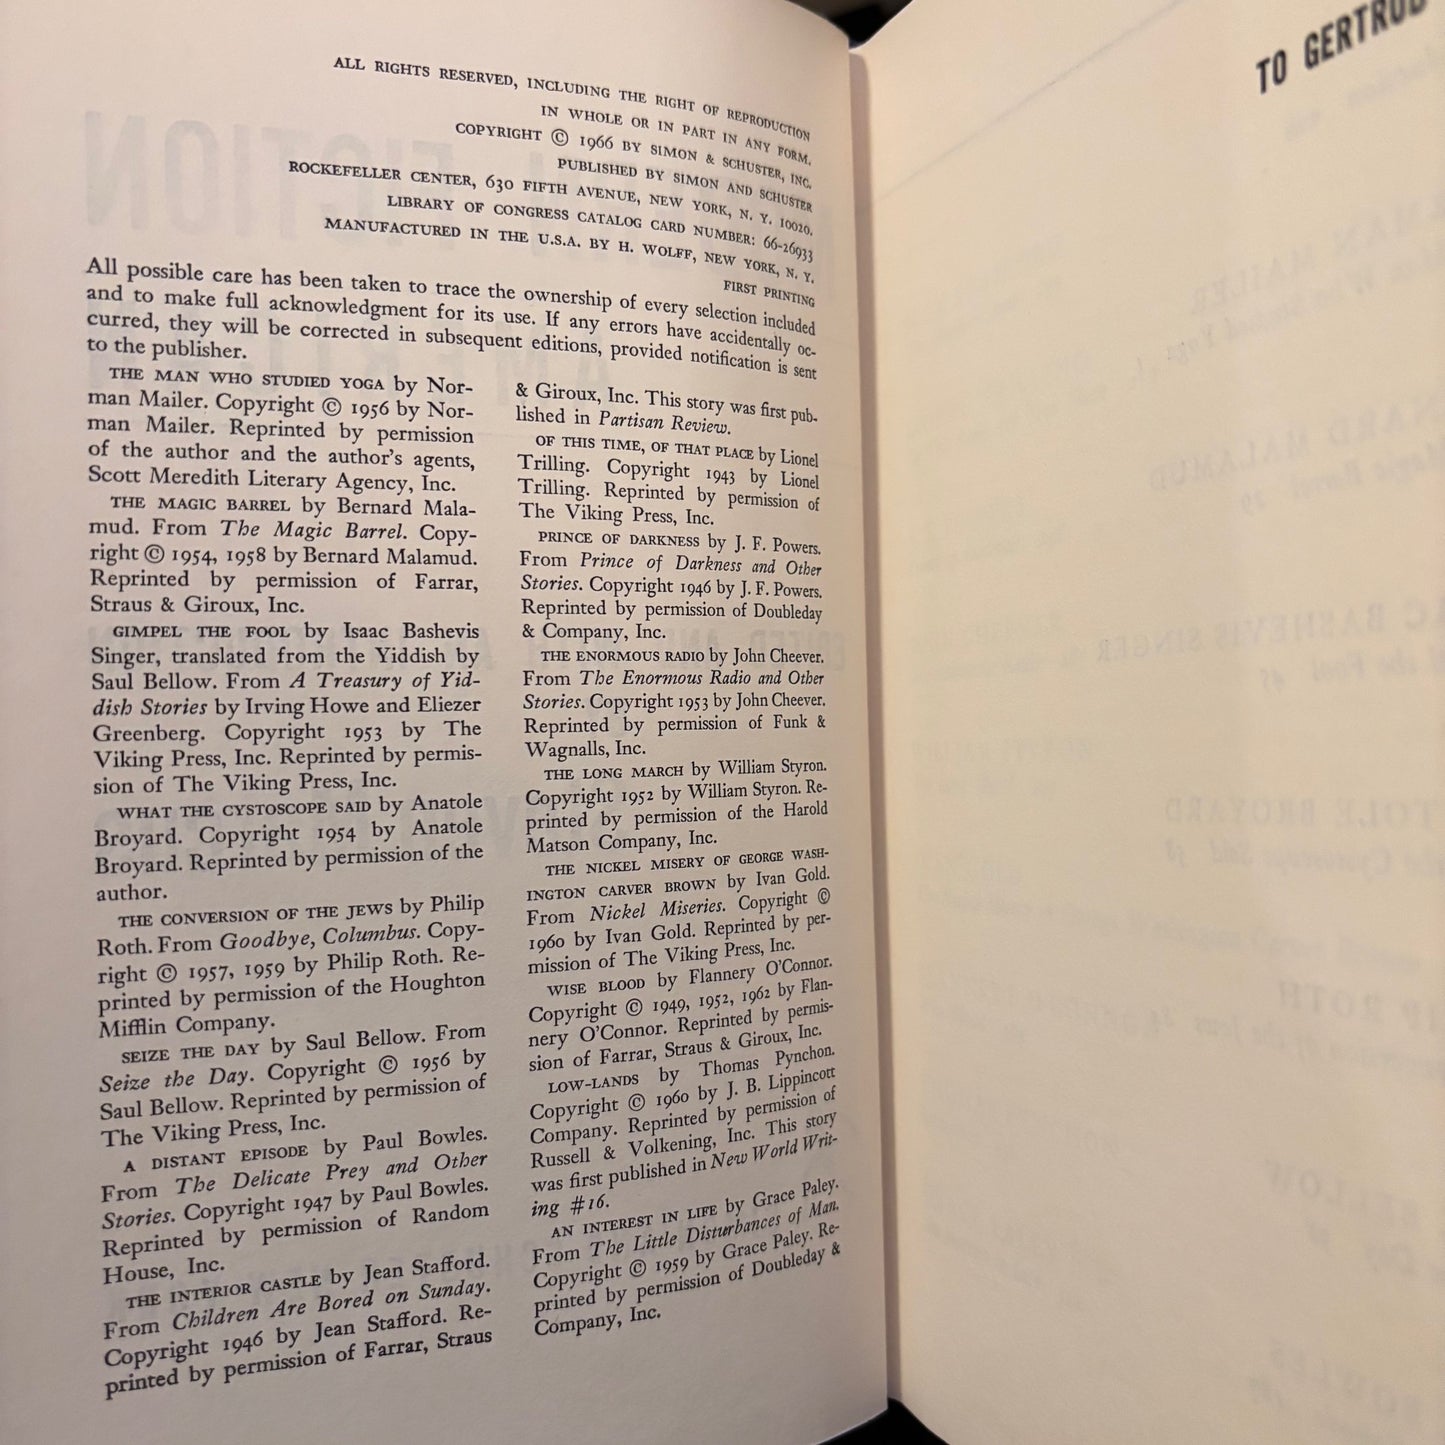 ALL RIGHTS RESERVED, INCLUDING THE RIGHT OF REPRODUCTION
IN WHOLE OR IN PART IN ANY FORM.
COPYRIGHT © 1966 BY SIMON & SCHUSTER, INC.
PUBLISHED BY SIMON AND SCHUSTER
ROCKEFELLER CENTER, 630 FIFTH AVENUE, NEW YORK, N. Y. 10020.
LIBRARY OF CONGRESS CATALOG CARD NUMBER: 66-26933
MANUFACTURED IN THE U.S.A. BY H. WOLFF, NEW YORK, N. Y.
FIRST PRINTING
All possible care has been taken to trace the ownership of every selection included
and to make full acknowledgment for its use. If any errors have accidentally oc-
curred, they will be corrected in subsequent editions, provided notification is sent
to the publisher.
THE MAN WHO STUDIED YOGA by Nor-
man Mailer. Copyright © 1956 by Nor-
man Mailer. Reprinted by permission
of the author and the author's agents,
Scott Meredith Literary Agency, Inc.
THE MAGIC BARREL by Bernard Mala-
mud. From The Magic Barrel. Copy-
right © 1954, 1958 by Bernard Malamud.
Reprinted by permission of Farrar,
Straus & Giroux, Inc.
GIMPEL THE FOOL by Isaac Bashevis
Singer, translated from the Yiddish by
Saul Bellow. From A Treasury of Yid-
dish Stories by Irving Howe and Eliezer
Greenberg. Copyright 1953 by The
Viking Press, Inc. Reprinted by permis-
sion of The Viking Press, Inc.
WHAT THE CYSTOSCOPE SAID by Anatole
Broyard. Copyright 1954 by Anatole
Broyard. Reprinted by permission of the
author.
THE CONVERSION OF THE JEWS by Philip
Roth. From Goodbye, Columbus. Copy-
right © 1957, 1959 by Philip Roth. Re-
printed by permission of the Houghton
Mifflin Company.
SEIZE THE DAY by Saul Bellow. From
Seize the Day. Copyright © 1956 by
Saul Bellow. Reprinted by permission of
The Viking Press, Inc.
A DISTANT EPISODE by Paul Bowles.
From The Delicate Prey and Other
Stories. Copyright 1947 by Paul Bowles.
Reprinted by permission of Random
House, Inc.
THE INTERIOR CASTLE by Jean Stafford.
From Children Are Bored on Sunday.
Copyright 1946 by Jean Stafford. Re-
printed by permission of Farrar, Straus
& Giroux, Inc. This story was first pub-
lished in Partisan Review.
OF THIS TIME, OF THAT PLACE by Lionel
Trilling. Copyright 1943 by Lionel
Trilling. Reprinted by permission of
The Viking Press, Inc.
PRINCE OF DARKNESS by J. F. Powers.
From Prince of Darkness and Other
Stories. Copyright 1946 by J. F. Powers.
Reprinted by permission of Doubleday
& Company, Inc.
THE ENORMOUS RADIO by John Cheever.
From The Enormous Radio and Other
Stories. Copyright 1953 by John Cheever.
Reprinted by permission of Funk &
Wagnalls, Inc.
THE LONG MARCH by William Styron.
Copyright 1952 by William Styron. Re-
printed by permission of the Harold
Matson Company, Inc.
THE NICKEL MISERY OF GEORGE WASH-
INGTON CARVER BROWN by Ivan Gold.
From Nickel Miseries. Copyright ©
1960 by Ivan Gold. Reprinted by per-
mission of The Viking Press, Inc.
WISE BLOOD by Flannery O'Connor.
Copyright © 1949, 1952, 1962 by Flan-
nery O'Connor. Reprinted by permis-
sion of Farrar, Straus & Giroux, Inc.
LOW-LANDS by Thomas Pynchon.
Copyright © 1960 by J. B. Lippincott
Company. Reprinted by permission of
Russell & Volkening, Inc. This story
was first published in New World Writ-
ing #16.
AN INTEREST IN LIFE by Grace Paley.
From The Little Disturbances of Man.
Copyright © 1959 by Grace Paley. Re-
printed by permission of Doubleday &
Company, Inc.
TO GERTRUD